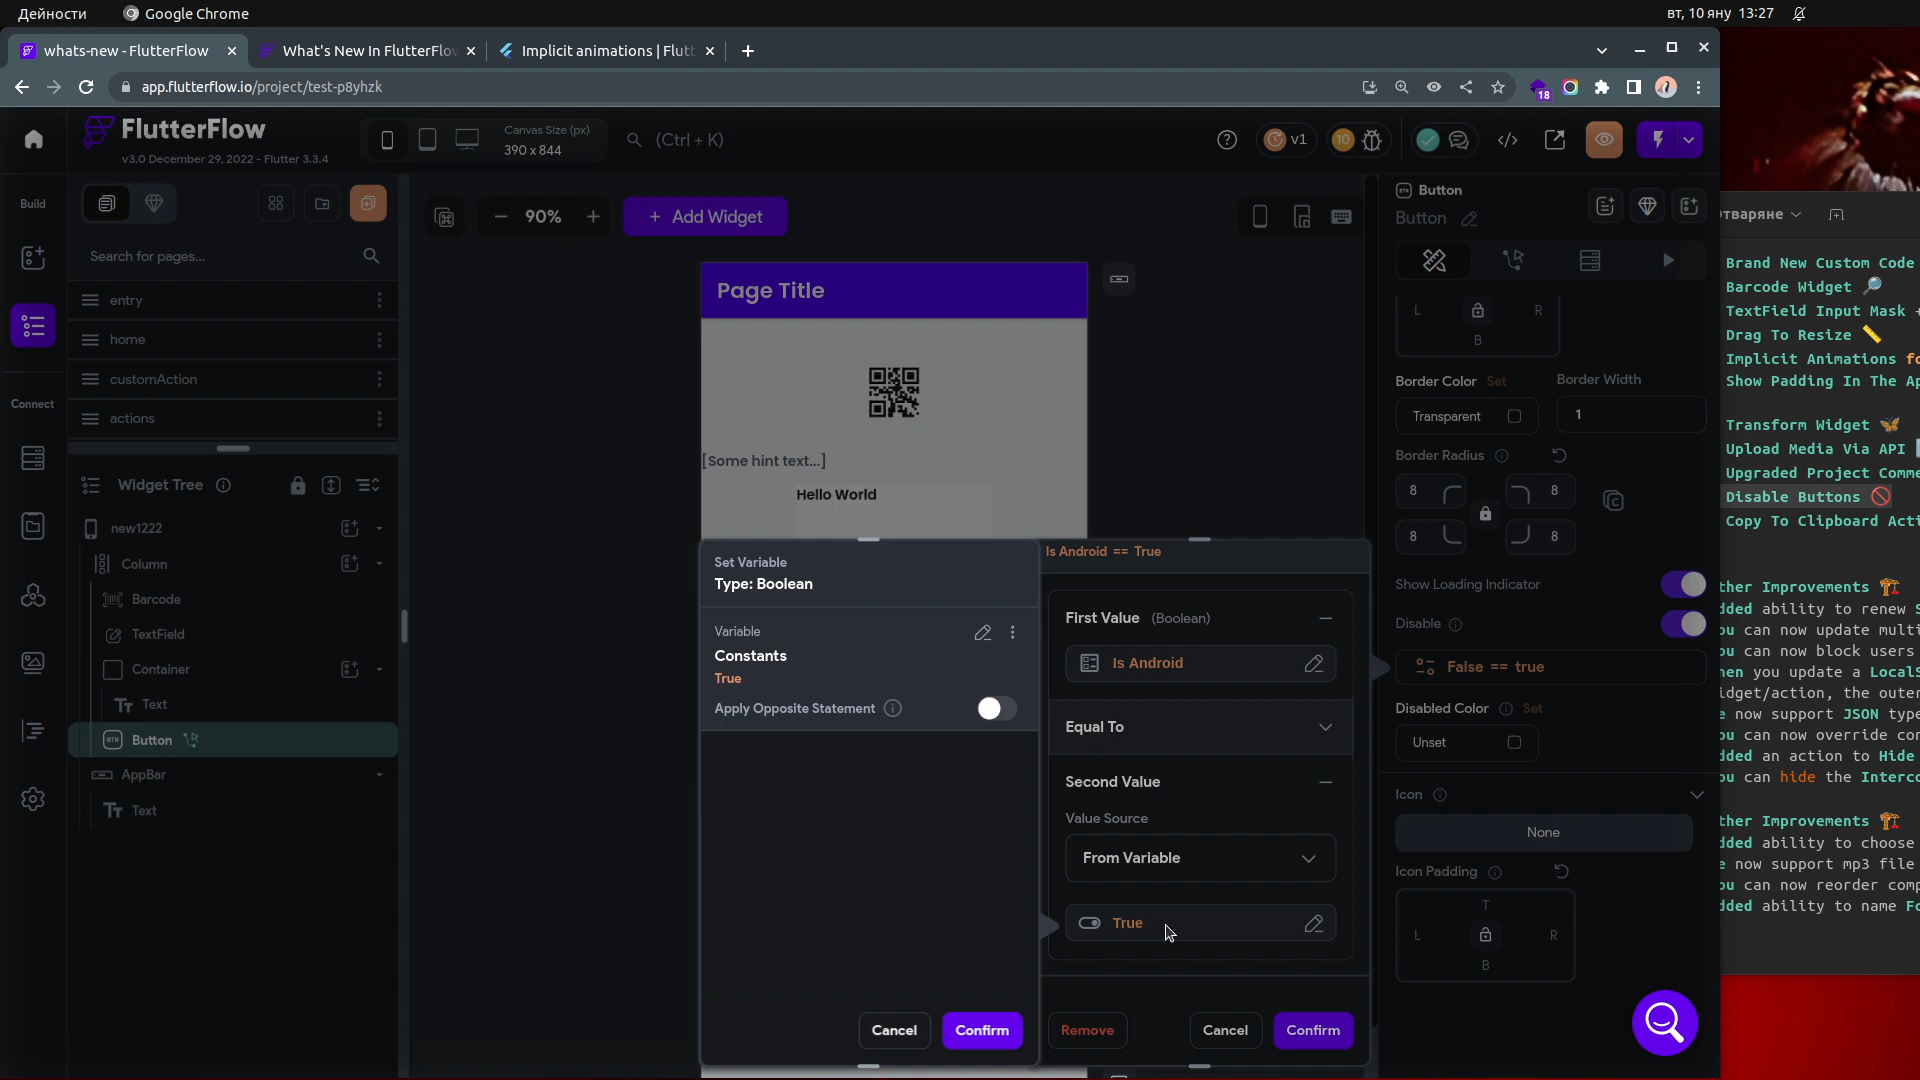 Дейности
Google Chrome
вт, 10 яну 13:27
whats-new - FlutterFlow
What's New In FlutterFlow
Implicit animations | Flutt
app.flutterflow.io/project/test-p8yhzk
18
FlutterFlow
v3.0 December 29, 2022 - Flutter 3.3.4
Canvas Size (px)
390 x 844
(Ctrl + K)
v1
10
Build
Connect
Search for pages...
entry
home
customAction
actions
Widget Tree
new1222
Column
Barcode
TextField
Container
Text
Button
AppBar
Text
90%
+ Add Widget
Page Title
[Some hint text...]
Hello World
Set Variable
Type: Boolean
Variable
Constants
True
Apply Opposite Statement
Cancel
Confirm
Is Android == True
First Value (Boolean)
Is Android
Equal To
Second Value
Value Source
From Variable
True
Remove
Cancel
Confirm
Button
Button
L
R
B
Border Color Set
Border Width
Transparent
1
Border Radius
8
8
8
8
Show Loading Indicator
Disable
False == true
Disabled Color Set
Unset
Icon
None
Icon Padding
T
L
R
B
тваряне
Brand New Custom Code
Barcode Widget 🔎
TextField Input Mask +
Drag To Resize 📏
Implicit Animations fo
Show Padding In The Ap
Transform Widget 🦋
Upload Media Via API
Upgraded Project Comme
Disable Buttons 🚫
Copy To Clipboard Acti
ther Improvements 🏗️
dded ability to renew S
ou can now update multi
ou can now block users
hen you update a LocalS
idget/action, the outer
e now support JSON type
ou can now override con
dded an action to Hide
ou can hide the Interco
ther Improvements 🏗️
dded ability to choose
e now support mp3 file
ou can now reorder comp
dded ability to name Fo